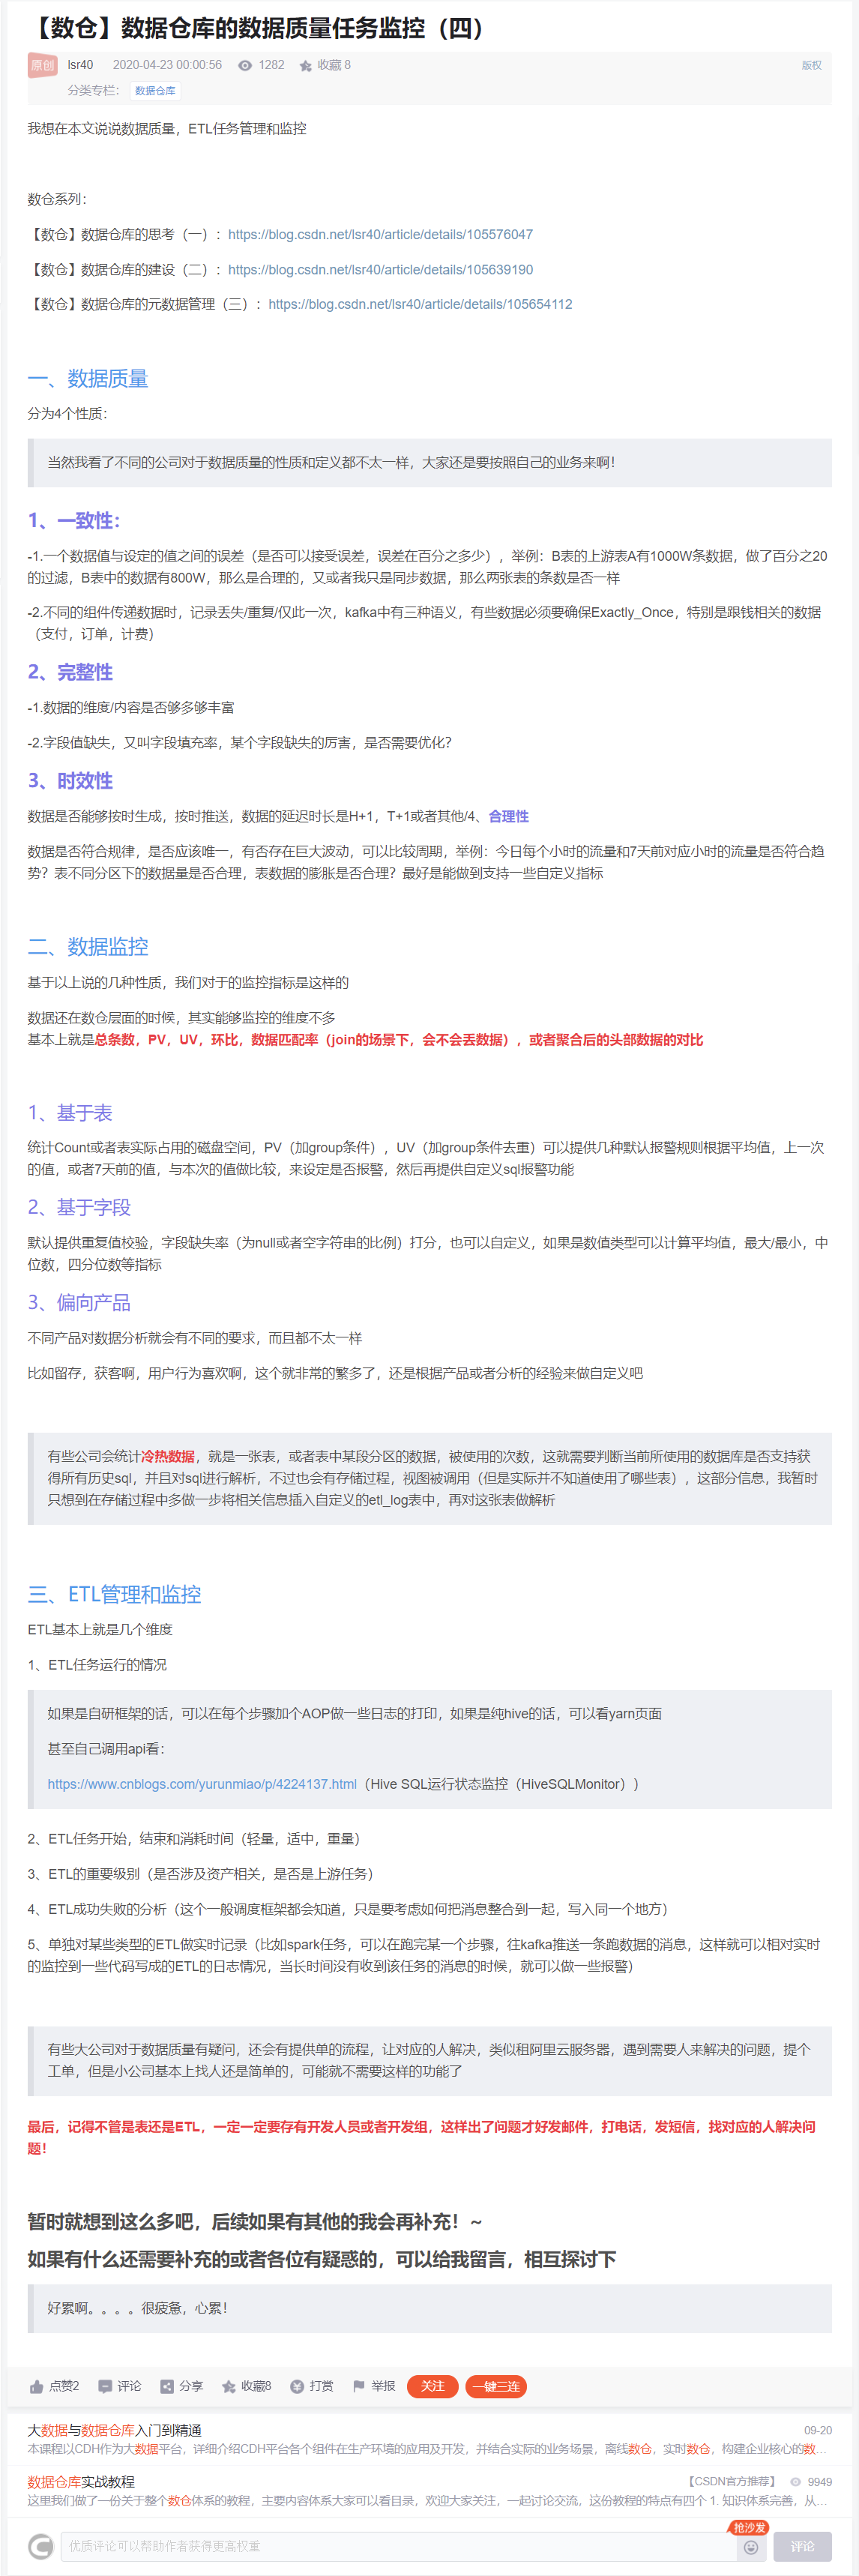 【数仓】数据仓库的数据质量任务监控（四）
原创 lsr40 2020-04-23 00:00:56 1282 收藏 8 版权
分类专栏： 数据仓库
我想在本文说说数据质量，ETL任务管理和监控
数仓系列：
【数仓】数据仓库的思考（一）：https://blog.csdn.net/lsr40/article/details/105576047
【数仓】数据仓库的建设（二）：https://blog.csdn.net/lsr40/article/details/105639190
【数仓】数据仓库的元数据管理（三）：https://blog.csdn.net/lsr40/article/details/105654112
一、数据质量
分为4个性质：
当然我看了不同的公司对于数据质量的性质和定义都不太一样，大家还是要按照自己的业务来啊！
1、一致性：
-1.一个数据值与设定的值之间的误差（是否可以接受误差，误差在百分之多少），举例：B表的上游表A有1000W条数据，做了百分之20
的过滤，B表中的数据有800W，那么是合理的，又或者我只是同步数据，那么两张表的条数是否一样
-2.不同的组件传递数据时，记录丢失/重复/仅此一次，kafka中有三种语义，有些数据必须要确保Exactly_Once，特别是跟钱相关的数据
（支付，订单，计费）
2、完整性
-1.数据的维度/内容是否够多够丰富
-2.字段值缺失，又叫字段填充率，某个字段缺失的厉害，是否需要优化？
3、时效性
数据是否能够按时生成，按时推送，数据的延迟时长是H+1，T+1或者其他/4、合理性
数据是否符合规律，是否应该唯一，有否存在巨大波动，可以比较周期，举例：今日每个小时的流量和7天前对应小时的流量是否符合趋
势？表不同分区下的数据量是否合理，表数据的膨胀是否合理？最好是能做到支持一些自定义指标
二、数据监控
基于以上说的几种性质，我们对于的监控指标是这样的
数据还在数仓层面的时候，其实能够监控的维度不多
基本上就是总条数，PV，UV，环比，数据匹配率（join的场景下，会不会丢数据），或者聚合后的头部数据的对比
1、基于表
统计Count或者表实际占用的磁盘空间，PV（加group条件），UV（加group条件去重）可以提供几种默认报警规则根据平均值，上一次
的值，或者7天前的值，与本次的值做比较，来设定是否报警，然后再提供自定义sql报警功能
2、基于字段
默认提供重复值校验，字段缺失率（为null或者空字符串的比例）打分，也可以自定义，如果是数值类型可以计算平均值，最大/最小，中
位数，四分位数等指标
3、偏向产品
不同产品对数据分析就会有不同的要求，而且都不太一样
比如留存，获客啊，用户行为喜欢啊，这个就非常的繁多了，还是根据产品或者分析的经验来做自定义吧
有些公司会统计冷热数据，就是一张表，或者表中某段分区的数据，被使用的次数，这就需要判断当前所使用的数据库是否支持获
得所有历史sql，并且对sql进行解析，不过也会有存储过程，视图被调用（但是实际并不知道使用了哪些表），这部分信息，我暂时
只想到在存储过程中多做一步将相关信息插入自定义的etl_log表中，再对这张表做解析
三、ETL管理和监控
ETL基本上就是几个维度
1、ETL任务运行的情况
如果是自研框架的话，可以在每个步骤加个AOP做一些日志的打印，如果是纯hive的话，可以看yarn页面
甚至自己调用api看：
https://www.cnblogs.com/yurunmiao/p/4224137.html（Hive SQL运行状态监控（HiveSQLMonitor））
2、ETL任务开始，结束和消耗时间（轻量，适中，重量）
3、ETL的重要级别（是否涉及资产相关，是否是上游任务）
4、ETL成功失败的分析（这个一般调度框架都会知道，只是要考虑如何把消息整合到一起，写入同一个地方）
5、单独对某些类型的ETL做实时记录（比如spark任务，可以在跑完某一个步骤，往kafka推送一条跑数据的消息，这样就可以相对实时
的监控到一些代码写成的ETL的日志情况，当长时间没有收到该任务的消息的时候，就可以做一些报警）
有些大公司对于数据质量有疑问，还会有提供单的流程，让对应的人解决，类似租阿里云服务器，遇到需要人来解决的问题，提个
工单，但是小公司基本上找人还是简单的，可能就不需要这样的功能了
最后，记得不管是表还是ETL，一定一定要存有开发人员或者开发组，这样出了问题才好发邮件，打电话，发短信，找对应的人解决问
题！
暂时就想到这么多吧，后续如果有其他的我会再补充！~
如果有什么还需要补充的或者各位有疑惑的，可以给我留言，相互探讨下
好累啊。。。。很疲惫，心累！
点赞2 评论 分享 收藏8 打赏 举报 关注 一键三连
大数据与数据仓库入门到精通 09-20
本课程以CDH作为大数据平台，详细介绍CDH平台各个组件在生产环境的应用及开发，并结合实际的业务场景，离线数仓，实时数仓，构建企业核心的数...
数据仓库实战教程 【CSDN官方推荐】 9949
这里我们做了一份关于整个数仓体系的教程，主要内容体系大家可以看目录，欢迎大家关注，一起讨论交流，这份教程的特点有四个 1. 知识体系完善，从...
抢沙发
优质评论可以帮助作者获得更高权重 评论